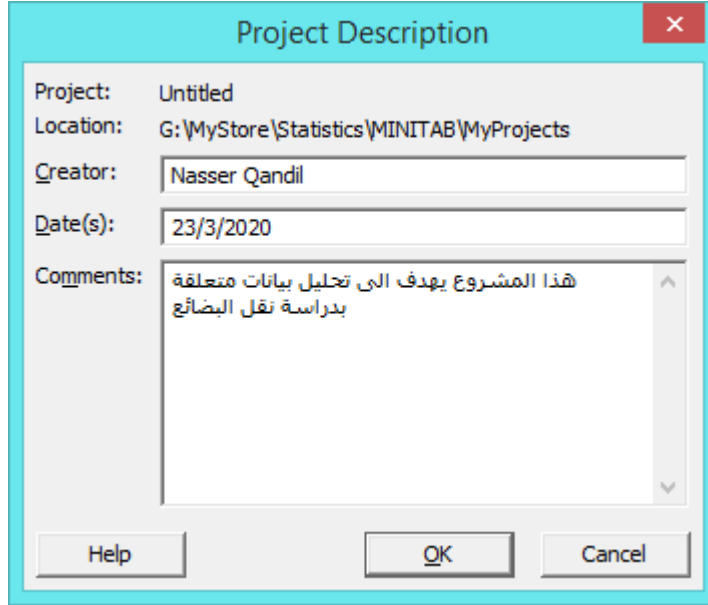 Project Description
Project: Untitled
Location: G:\MyStore\Statistics\MINITAB\MyProjects
Creator: Nasser Qandil
Date(s): 23/3/2020
Comments: هذا المشروع يهدف الى تحليل بيانات متعلقة
بدراسة نقل البضائع
Help OK Cancel